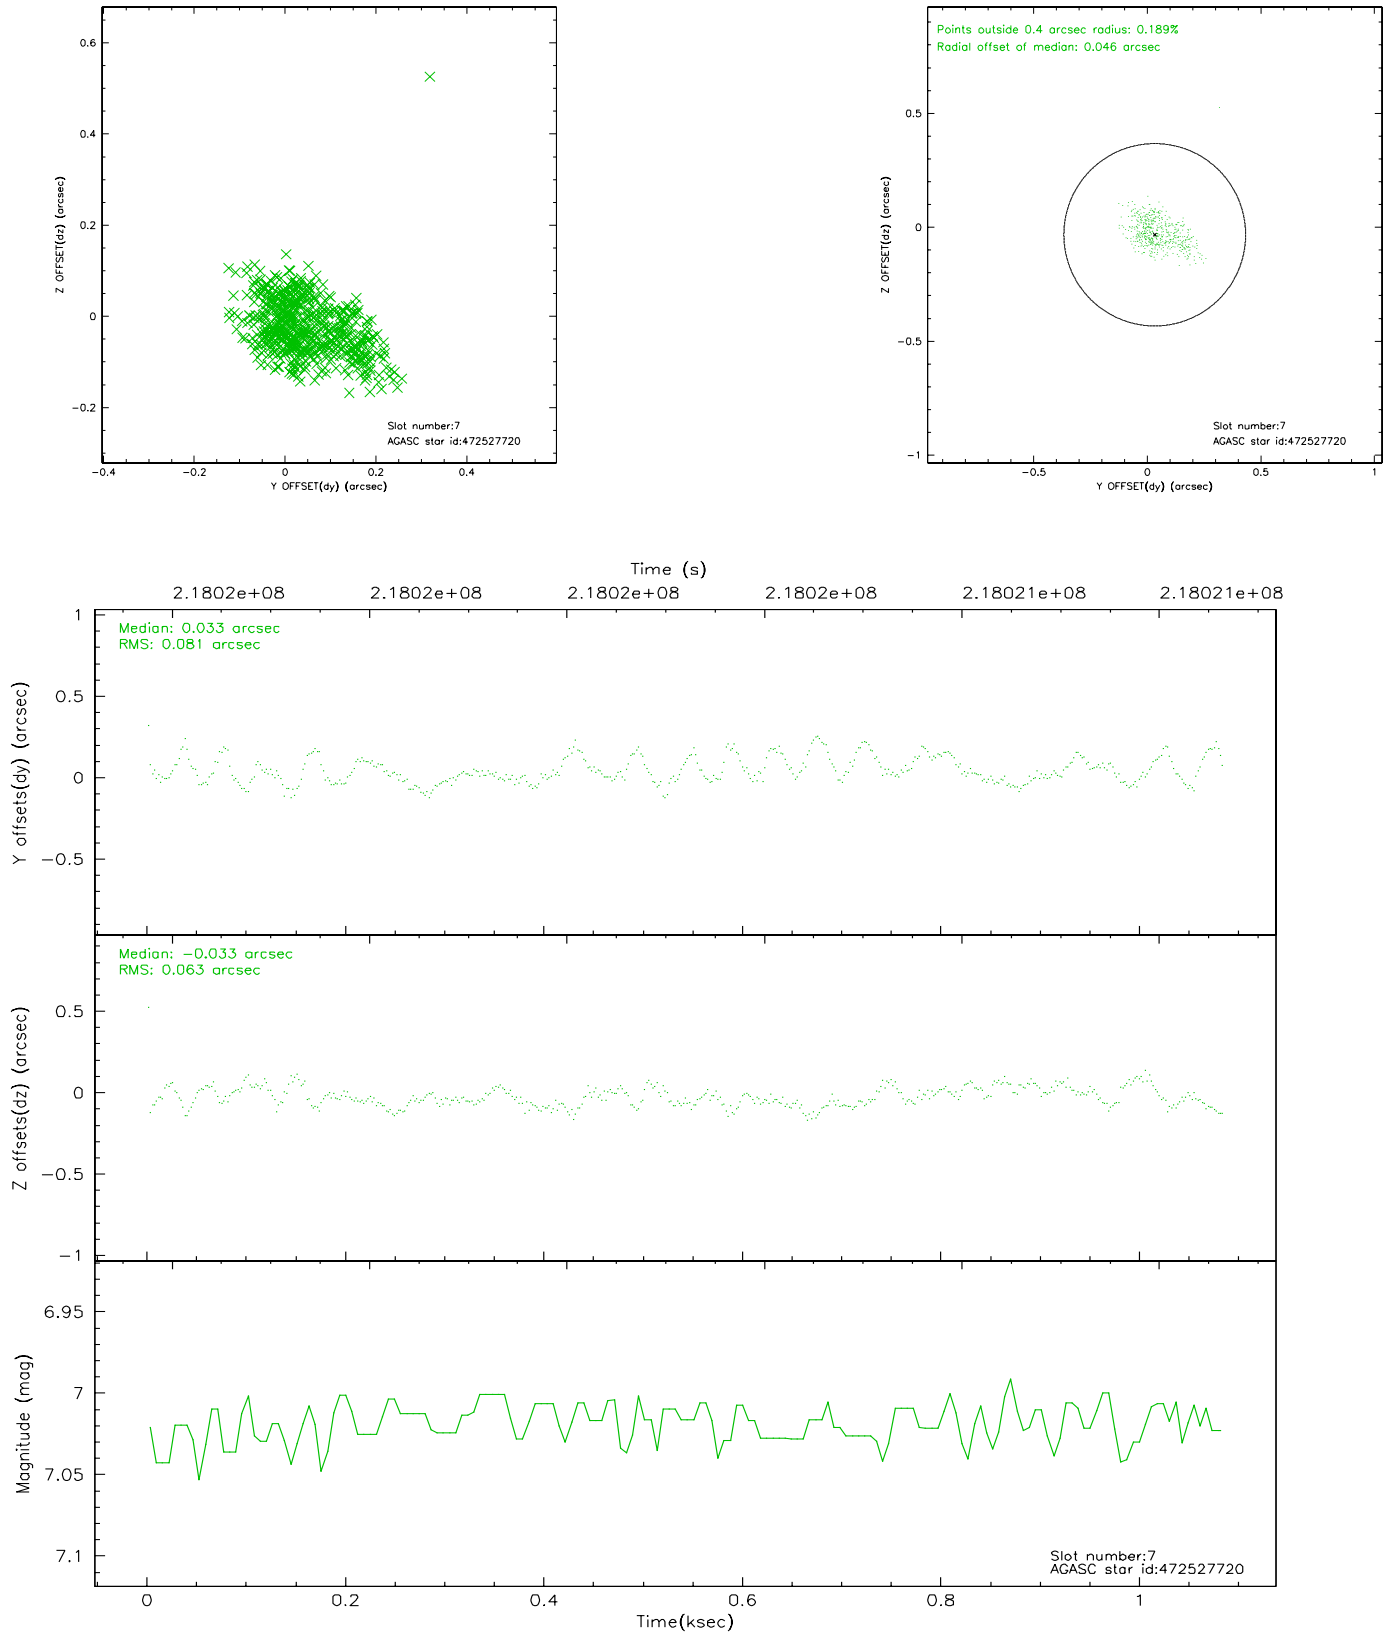 0.6
0.4
0.2
0
−0.2
Z OFFSET(dz) (arcsec)
Slot number:7
AGASC star id:472527720
−0.4
−0.2
0
0.2
0.4
Y OFFSET(dy) (arcsec)
Points outside 0.4 arcsec radius: 0.189%
Radial offset of median: 0.046 arcsec
0.5
0
−0.5
−1
Z OFFSET(dz) (arcsec)
Slot number:7
AGASC star id:472527720
−0.5
0
0.5
1
Y OFFSET(dy) (arcsec)
Time (s)
2.1802e+08
2.1802e+08
2.1802e+08
2.1802e+08
2.18021e+08
2.18021e+08
Median: 0.033 arcsec
RMS: 0.081 arcsec
1
0.5
0
−0.5
Y offsets(dy) (arcsec)
Median: −0.033 arcsec
RMS: 0.063 arcsec
0.5
0
−0.5
−1
Z offsets(dz) (arcsec)
6.95
7
7.05
7.1
Magnitude (mag)
Slot number:7
AGASC star id:472527720
0
0.2
0.4
0.6
0.8
1
Time(ksec)